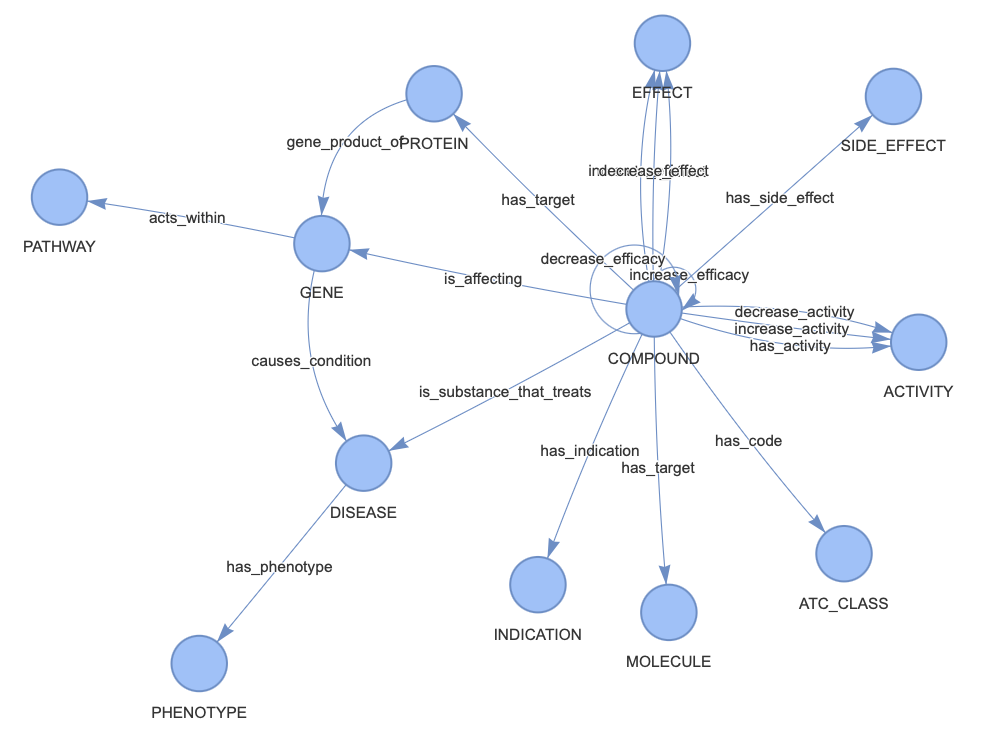 EFFECT
SIDE_EFFECT
gene_product_of
PROTEIN
decrease_effect
has_target
has_side_effect
acts_within
PATHWAY
decrease_efficacy
increase_efficacy
is_affecting
GENE
decrease_activity
increase_activity
has_activity
COMPOUND
causes_condition
ACTIVITY
is_substance_that_treats
has_indication
has_code
has_target
DISEASE
has_phenotype
ATC_CLASS
INDICATION
MOLECULE
PHENOTYPE